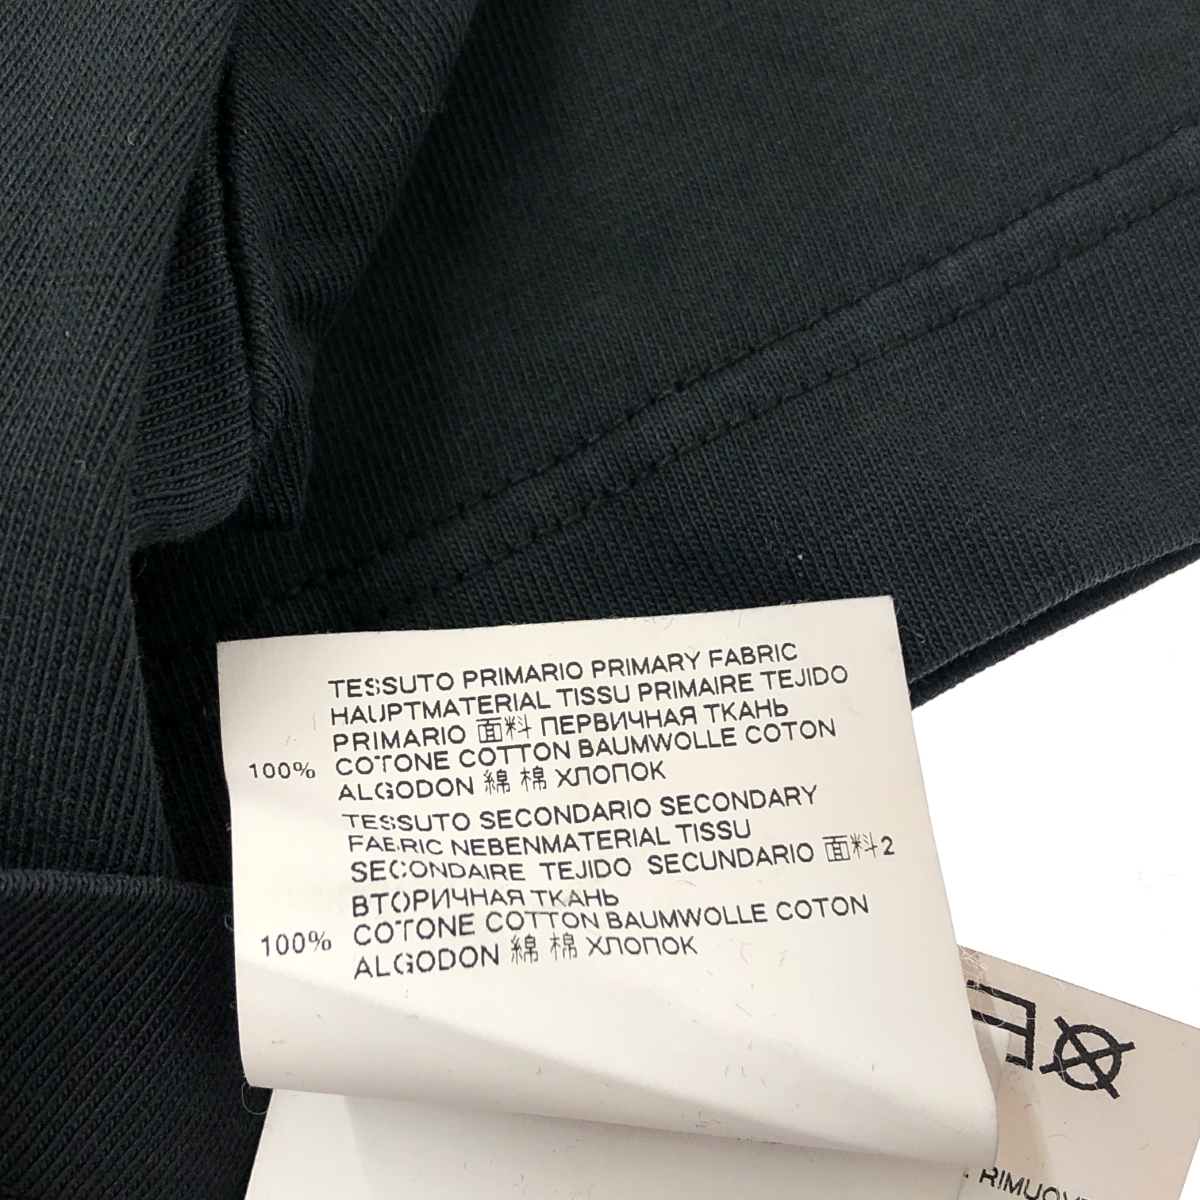 TESSUTO PRIMARIO PRIMARY FABRIC
HAUPTMATERIAL TISSU PRIMAIRE TEJIDO
PRIMARIO 面料 ПЕРВИЧНАЯ ТКАНЬ
100% COTONE COTTON BAUMWOLLE COTON
ALGODON 綿 棉 ХЛОПОК
TESSUTO SECONDARIO SECONDARY
FABRIC NEBENMATERIAL TISSU
SECONDAIRE TEJIDO SECUNDARIO 面料2
ВТОРИЧНАЯ ТКАНЬ
100% COTONE COTTON BAUMWOLLE COTON
ALGODON 綿 棉 ХЛОПОК